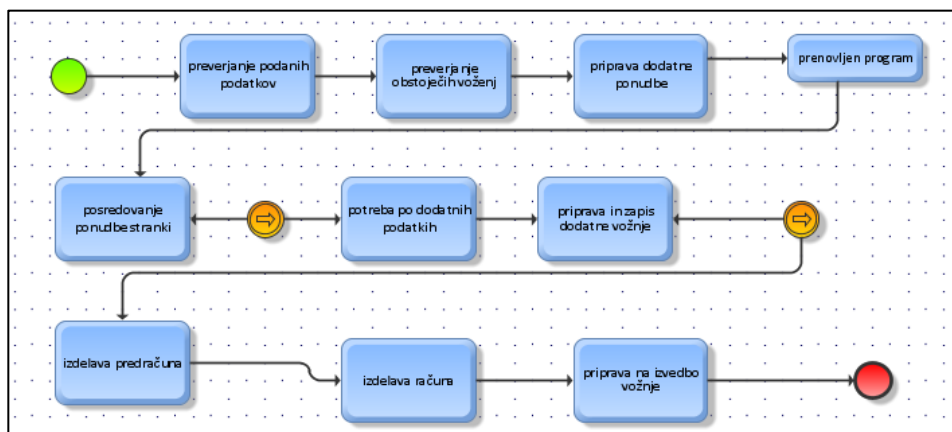 preverjanje podanih
podatkov
preverjanje
obstoječih voženj
priprava dodatne
ponudbe
prenovljen program
posredovanje
ponudbe stranki
potreba po dodatnih
podatkih
priprava in zapis
dodatne vožnje
izdelava predračuna
izdelava računa
priprava na izvedbo
vožnje